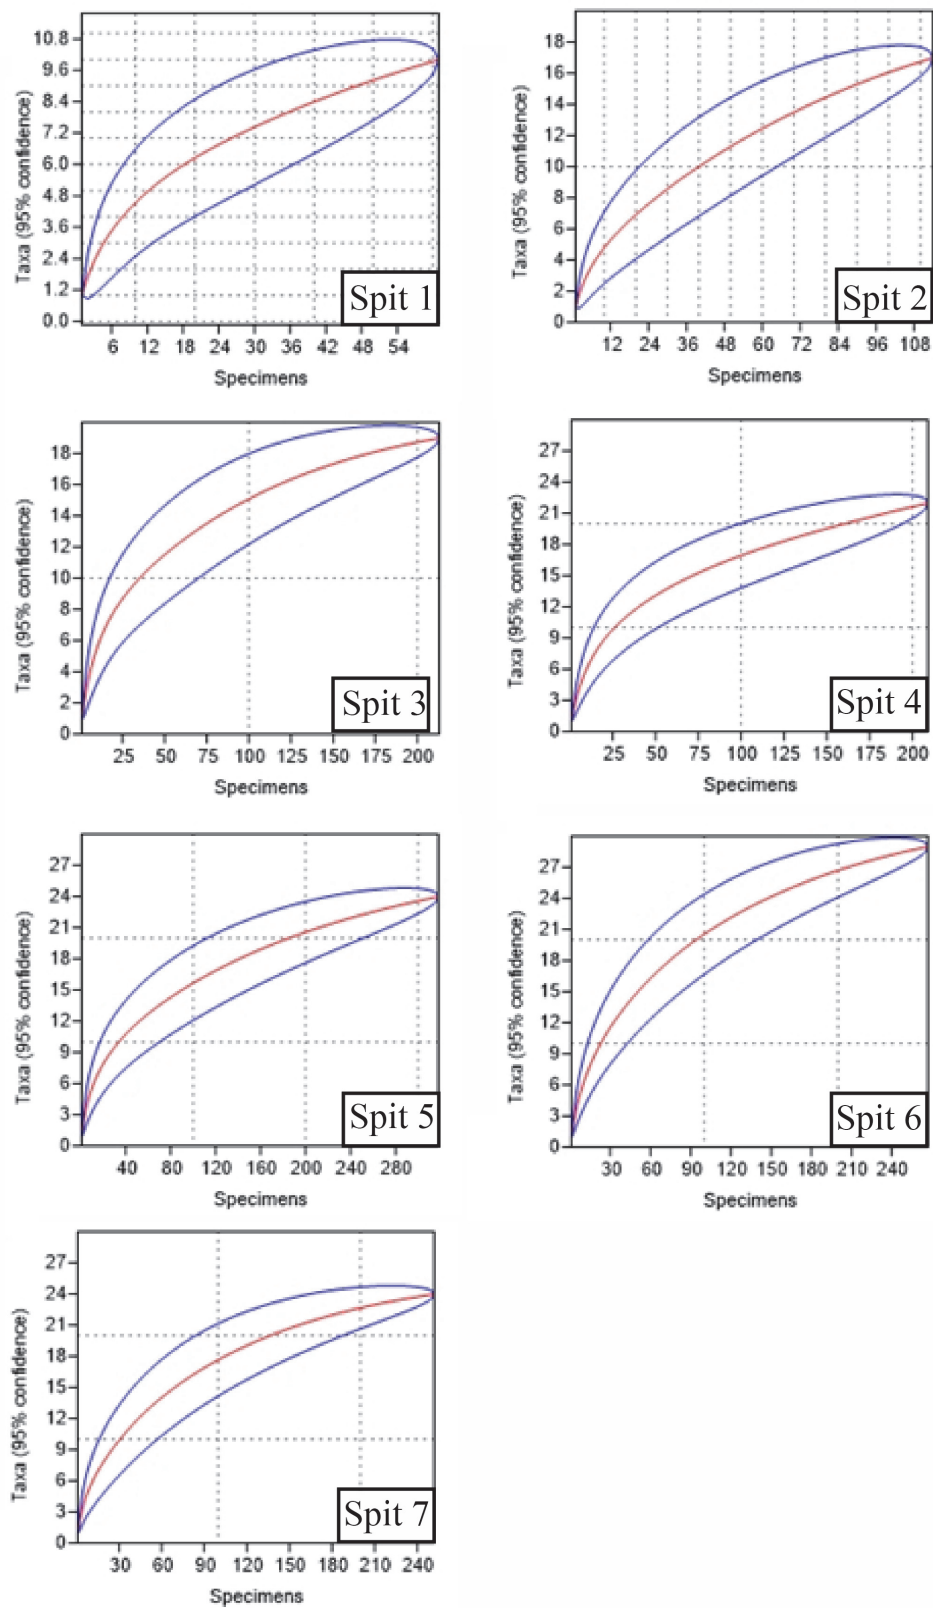 Taxa (95% confidence)
10.8
9.6
8.4
7.2
6.0
4.8
3.6
2.4
1.2
0.0
Spit 1
6 12 18 24 30 36 42 48 54
Specimens
Taxa (95% confidence)
18
16
14
12
10
8
6
4
2
0
Spit 2
12 24 36 48 60 72 84 96 108
Specimens
Taxa (95% confidence)
18
16
14
12
10
8
6
4
2
0
Spit 3
25 50 75 100 125 150 175 200
Specimens
Taxa (95% confidence)
27
24
21
18
15
12
9
6
3
0
Spit 4
25 50 75 100 125 150 175 200
Specimens
Taxa (95% confidence)
27
24
21
18
15
12
9
6
3
0
Spit 5
40 80 120 160 200 240 280
Specimens
Taxa (95% confidence)
27
24
21
18
15
12
9
6
3
0
Spit 6
30 60 90 120 150 180 210 240
Specimens
Taxa (95% confidence)
27
24
21
18
15
12
9
6
3
0
Spit 7
30 60 90 120 150 180 210 240
Specimens